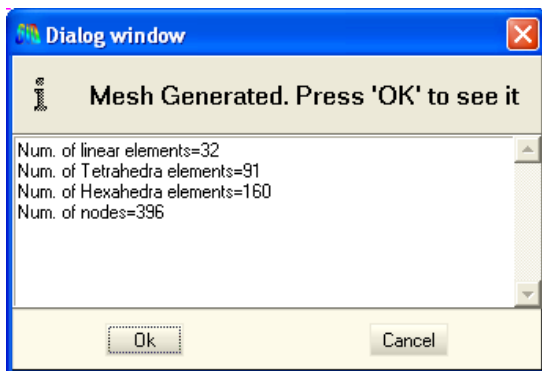 Dialog window
Mesh Generated. Press 'OK' to see it
Num. of linear elements=32
Num. of Tetrahedra elements=91
Num. of Hexahedra elements=160
Num. of nodes=396
Ok Cancel